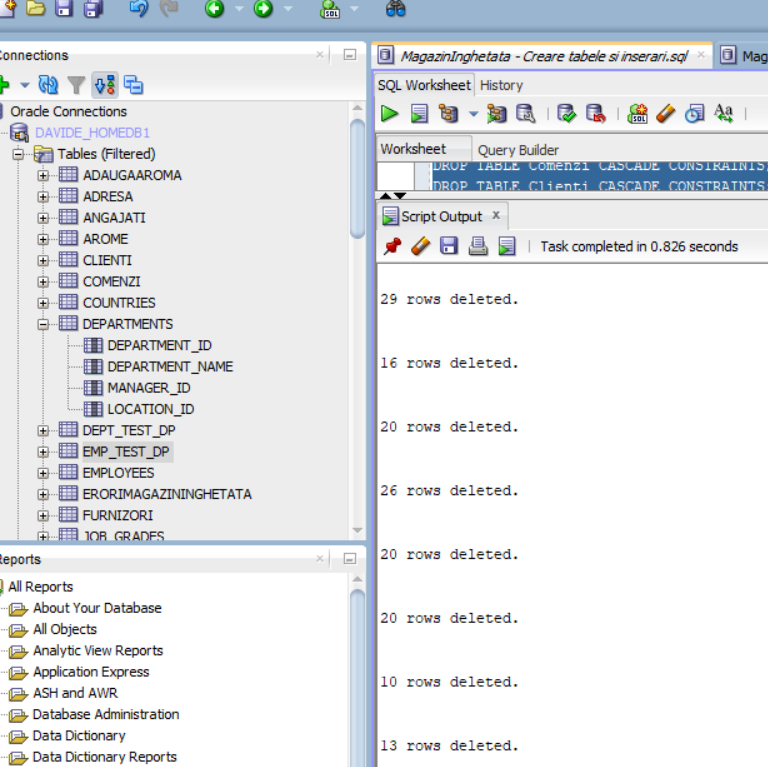 SQL
Connections
Oracle Connections
DAVIDE_HOMEDB1
Tables (Filtered)
ADAUGAAROMA
ADRESA
ANGAJATI
AROME
CLIENTI
COMENZI
COUNTRIES
DEPARTMENTS
DEPARTMENT_ID
DEPARTMENT_NAME
MANAGER_ID
LOCATION_ID
DEPT_TEST_DP
EMP_TEST_DP
EMPLOYEES
ERORIMAGAZININGHETATA
FURNIZORI
JOB_GRADES
Reports
All Reports
About Your Database
All Objects
Analytic View Reports
Application Express
ASH and AWR
Database Administration
Data Dictionary
Data Dictionary Reports
MagazinInghetata - Creare tabele si inserari.sql
Mag
SQL Worksheet History
SQL
Aa
Worksheet Query Builder
DROP TABLE Comenzi CASCADE CONSTRAINTS;
DROP TABLE Clienti CASCADE CONSTRAINTS
Script Output x
Task completed in 0.826 seconds
29 rows deleted.
16 rows deleted.
20 rows deleted.
26 rows deleted.
20 rows deleted.
20 rows deleted.
10 rows deleted.
13 rows deleted.